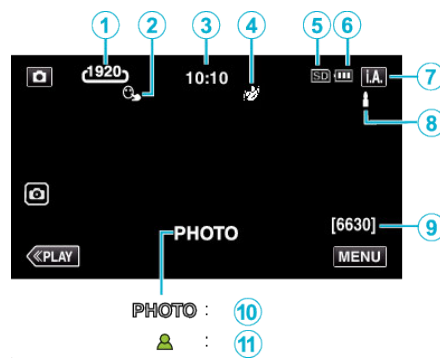 1 2 3 4 5 6
1920 10:10 SD i.A. 7
8
[6630] 9
PHOTO
≪PLAY MENU
PHOTO : 10
: 11